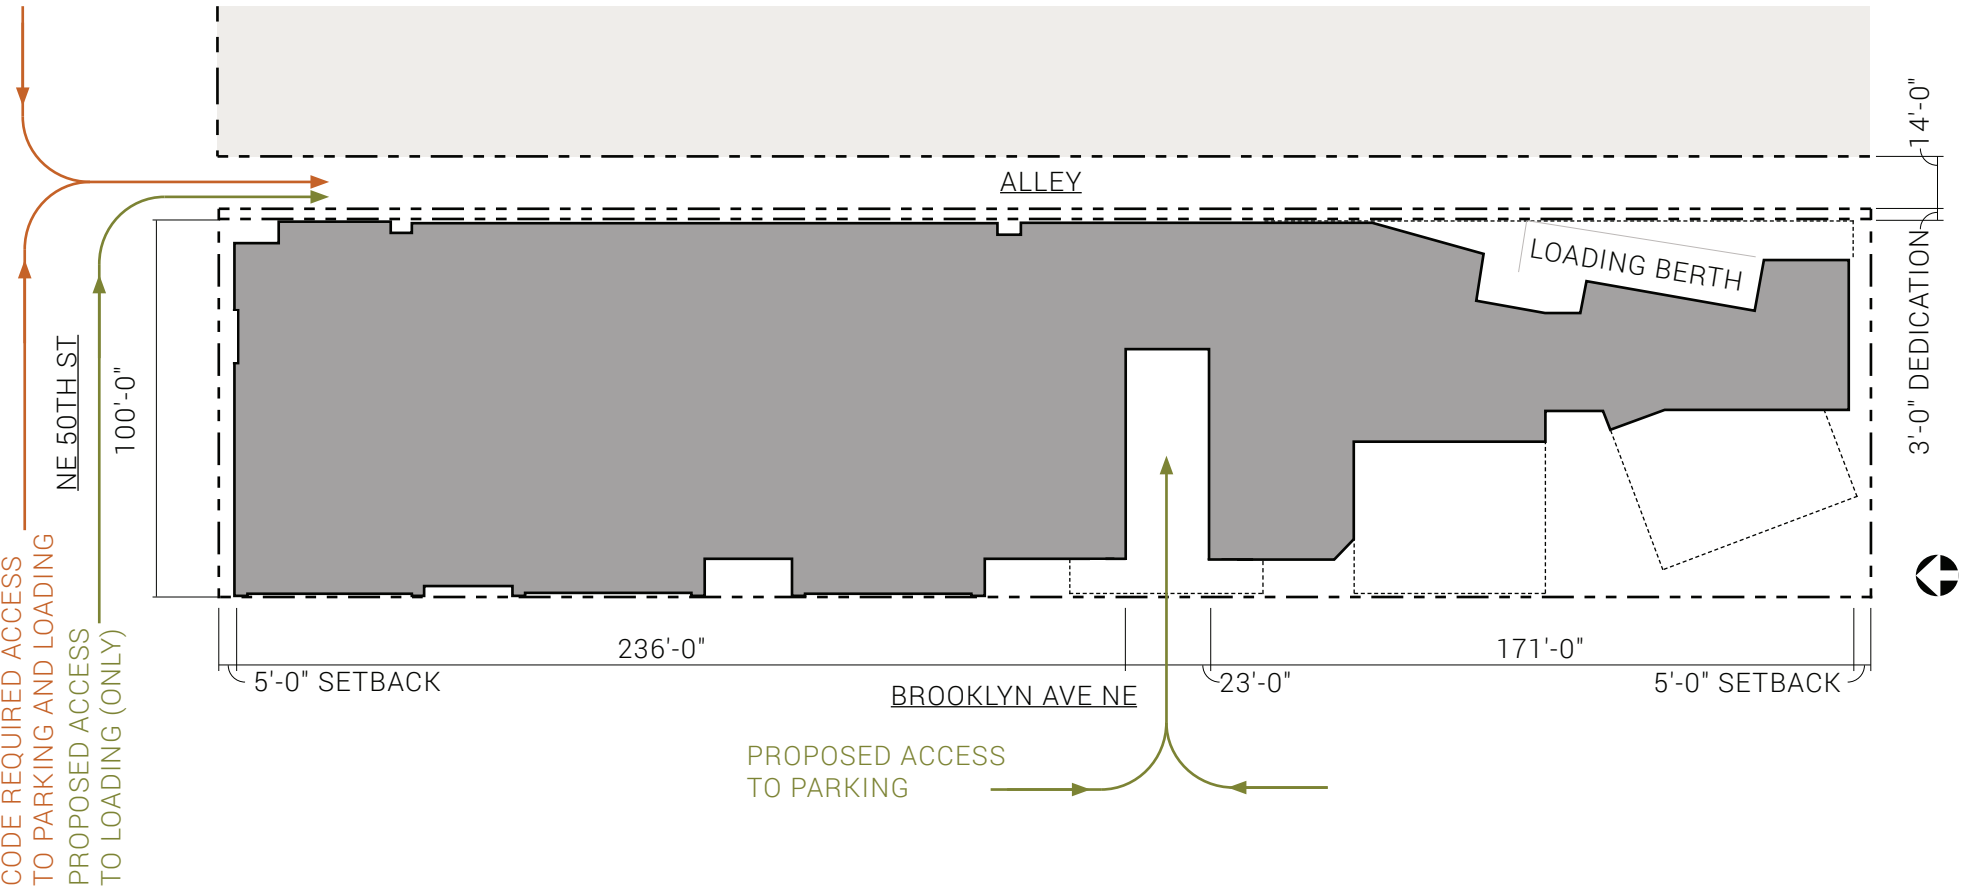 ALLEY
14'-0"
LOADING BERTH
3'-0" DEDICATION
NE 50TH ST
100'-0"
CODE REQUIRED ACCESS
TO PARKING AND LOADING
PROPOSED ACCESS
TO LOADING (ONLY)
236'-0"
171'-0"
5'-0" SETBACK
BROOKLYN AVE NE
23'-0"
5'-0" SETBACK
PROPOSED ACCESS
TO PARKING